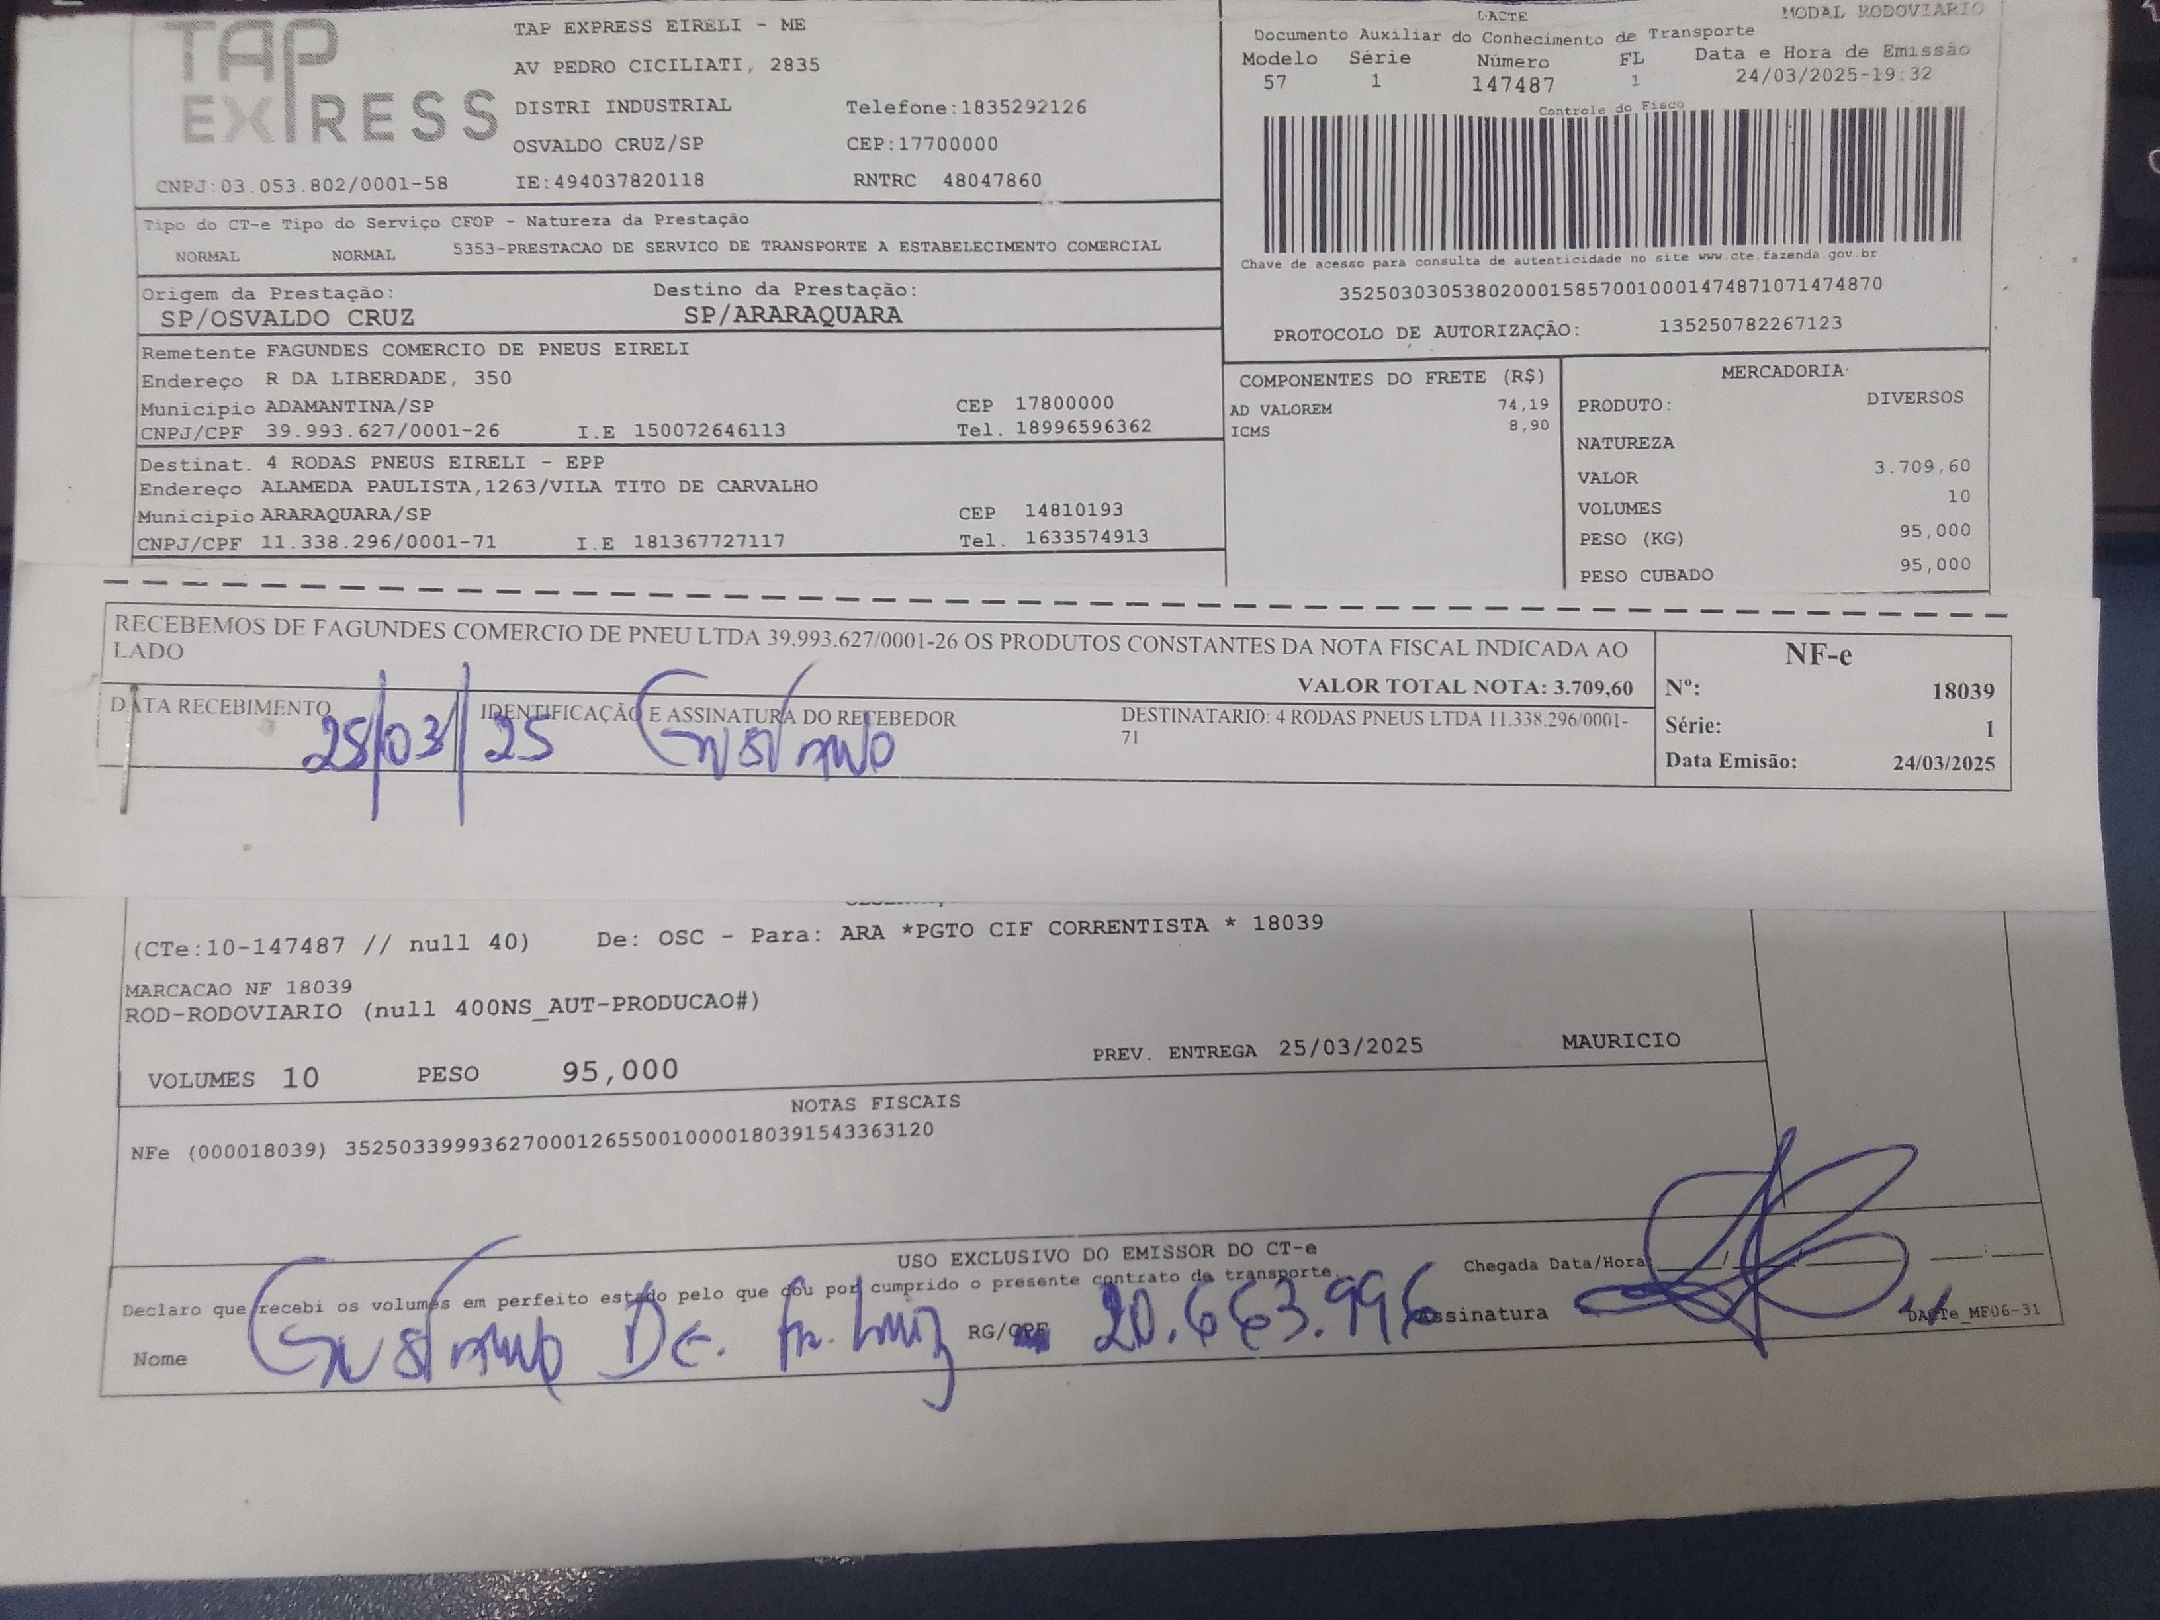 TAP EXPRESS
TAP EXPRESS EIRELI - ME
AV PEDRO CICILIATI, 2835
DISTRI INDUSTRIAL Telefone:1835292126
OSVALDO CRUZ/SP CEP:17700000
CNPJ:03.053.802/0001-58 IE:494037820118 RNTRC 48047860
Tipo do CT-e Tipo do Serviço CFOP - Natureza da Prestação
NORMAL NORMAL 5353-PRESTACAO DE SERVICO DE TRANSPORTE A ESTABELECIMENTO COMERCIAL
Origem da Prestação: Destino da Prestação:
SP/OSVALDO CRUZ SP/ARARAQUARA
Remetente FAGUNDES COMERCIO DE PNEUS EIRELI
Endereço R DA LIBERDADE, 350
Município ADAMANTINA/SP CEP 17800000
CNPJ/CPF 39.993.627/0001-26 I.E 150072646113 Tel. 18996596362
Destinat. 4 RODAS PNEUS EIRELI - EPP
Endereço ALAMEDA PAULISTA,1263/VILA TITO DE CARVALHO
Município ARARAQUARA/SP CEP 14810193
CNPJ/CPF 11.338.296/0001-71 I.E 181367727117 Tel. 1633574913
DACTE MODAL RODOVIARIO
Documento Auxiliar do Conhecimento de Transporte
Modelo Série Número FL Data e Hora de Emissão
57 1 147487 1 24/03/2025-19:32
Controle do Fisco
Chave de acesso para consulta de autenticidade no site www.cte.fazenda.gov.br
35250303053802000158570010001474871071474870
PROTOCOLO DE AUTORIZAÇÃO: 135250782267123
COMPONENTES DO FRETE (R$)
AD VALOREM 74,19
ICMS 8,90
MERCADORIA
PRODUTO: DIVERSOS
NATUREZA
VALOR 3.709,60
VOLUMES 10
PESO (KG) 95,000
PESO CUBADO 95,000
RECEBEMOS DE FAGUNDES COMERCIO DE PNEU LTDA 39.993.627/0001-26 OS PRODUTOS CONSTANTES DA NOTA FISCAL INDICADA AO
LADO
VALOR TOTAL NOTA: 3.709,60
DATA RECEBIMENTO IDENTIFICAÇÃO E ASSINATURA DO RECEBEDOR DESTINATARIO: 4 RODAS PNEUS LTDA 11.338.296/0001-
71
25/03/25 Gustavo
NF-e
Nº: 18039
Série: 1
Data Emisão: 24/03/2025
(CTe:10-147487 // null 40) De: OSC - Para: ARA *PGTO CIF CORRENTISTA * 18039
MARCACAO NF 18039
ROD-RODOVIARIO (null 400NS_AUT-PRODUCAO#)
VOLUMES 10 PESO 95,000 PREV. ENTREGA 25/03/2025 MAURICIO
NOTAS FISCAIS
NFe (000018039) 35250339993627000126550010000180391543363120
USO EXCLUSIVO DO EMISSOR DO CT-e
Declaro que recebi os volumes em perfeito estado pelo que dou por cumprido o presente contrato de transporte. Chegada Data/Hora
Nome Gustavo De. Luiz RG/CPF 20.663.996 Assinatura DACTe_MF06-31